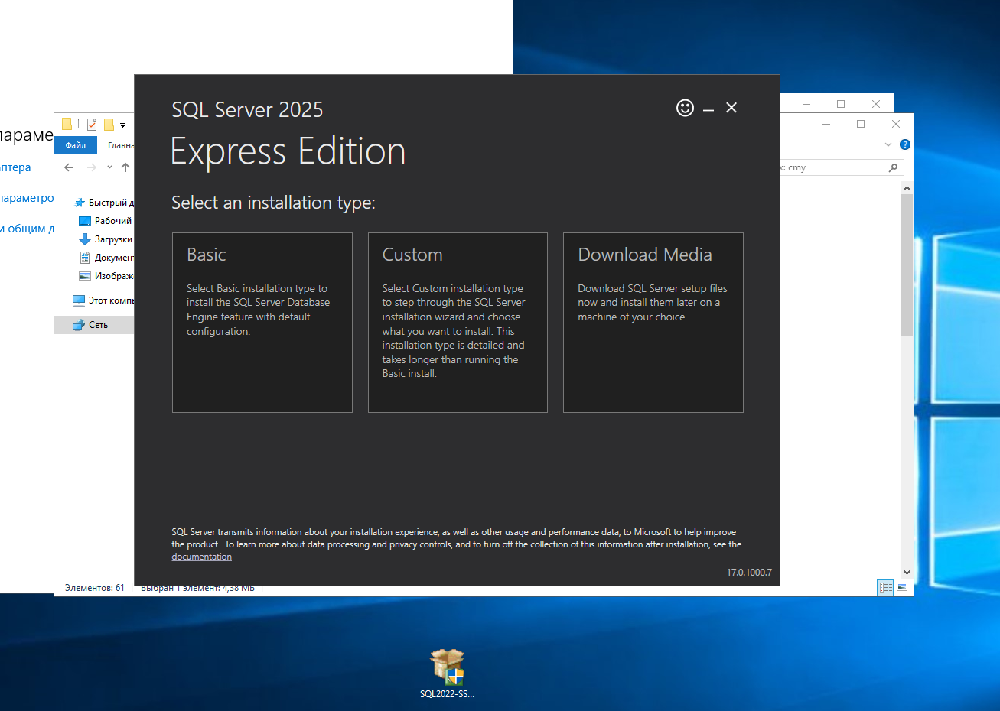 SQL Server 2025
Express Edition
Select an installation type:
Basic
Select Basic installation type to
install the SQL Server Database
Engine feature with default
configuration.
Custom
Select Custom installation type
to step through the SQL Server
installation wizard and choose
what you want to install. This
installation type is detailed and
takes longer than running the
Basic install.
Download Media
Download SQL Server setup files
now and install them later on a
machine of your choice.
SQL Server transmits information about your installation experience, as well as other usage and performance data, to Microsoft to help improve
the product. To learn more about data processing and privacy controls, and to turn off the collection of this information after installation, see the
documentation
17.0.1000.7
параме
птера
параметро
и общим д
Файл
Главна
к: cmy
Быстрый д
Рабочий
Загрузки
Документ
Изображ
Этот комп
Сеть
Элементов: 61
Выбран 1 элемент: 4,38 МБ
SQL2022-SS...